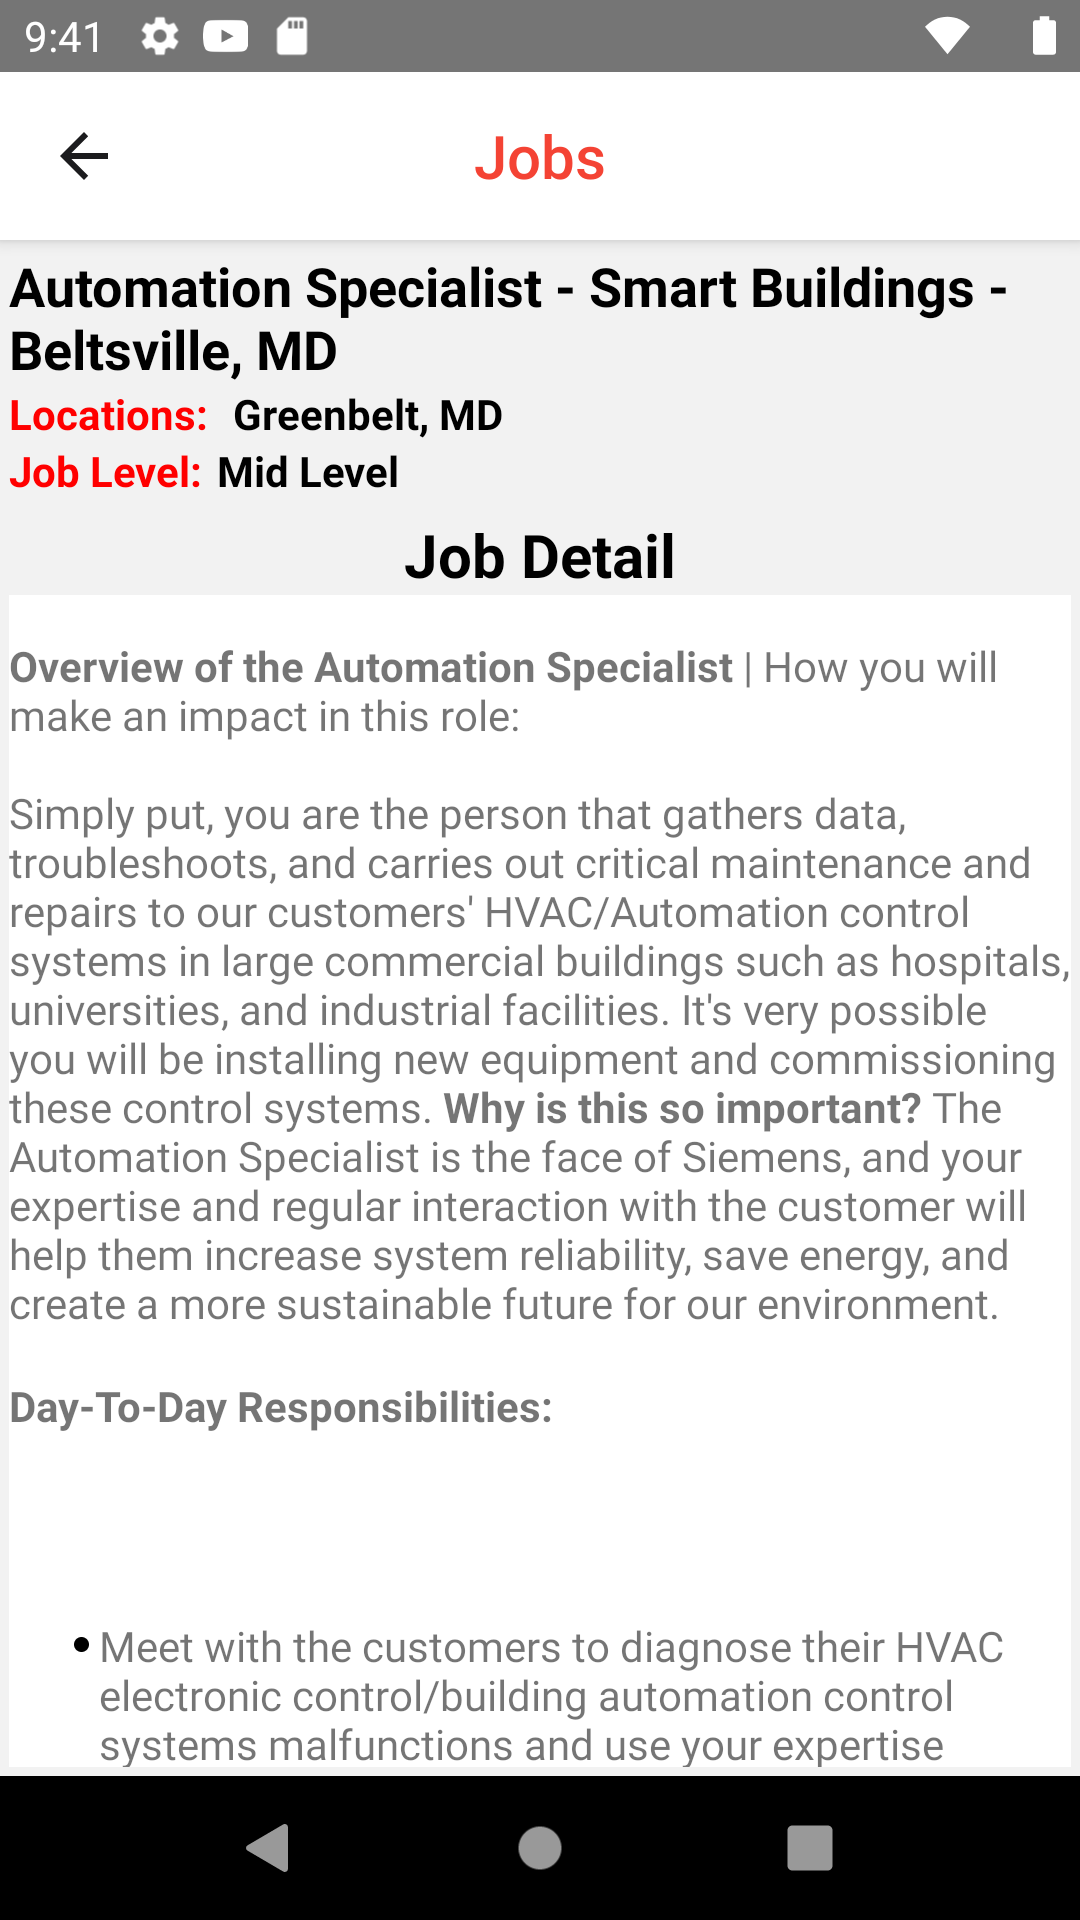 9:41
Jobs
Automation Specialist - Smart Buildings -
Beltsville, MD
Locations: Greenbelt, MD
Job Level: Mid Level
Job Detail
Overview of the Automation Specialist | How you will
make an impact in this role:
Simply put, you are the person that gathers data,
troubleshoots, and carries out critical maintenance and
repairs to our customers' HVAC/Automation control
systems in large commercial buildings such as hospitals,
universities, and industrial facilities. It's very possible
you will be installing new equipment and commissioning
these control systems. Why is this so important? The
Automation Specialist is the face of Siemens, and your
expertise and regular interaction with the customer will
help them increase system reliability, save energy, and
create a more sustainable future for our environment.
Day-To-Day Responsibilities:
• Meet with the customers to diagnose their HVAC
electronic control/building automation control
systems malfunctions and use your expertise